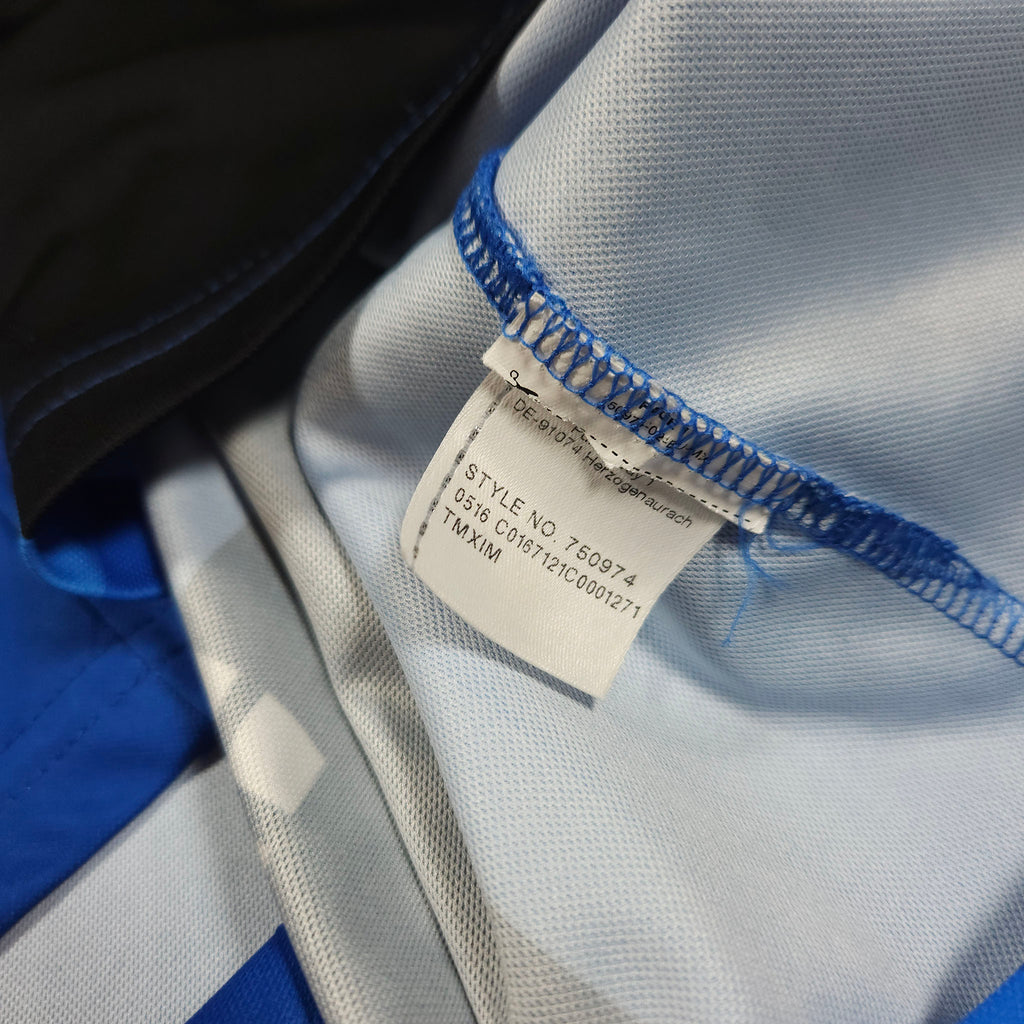 DE-91074 Herzogenaurach
STYLE NO. 750974
0516 C0167121C0001271
TMXIM